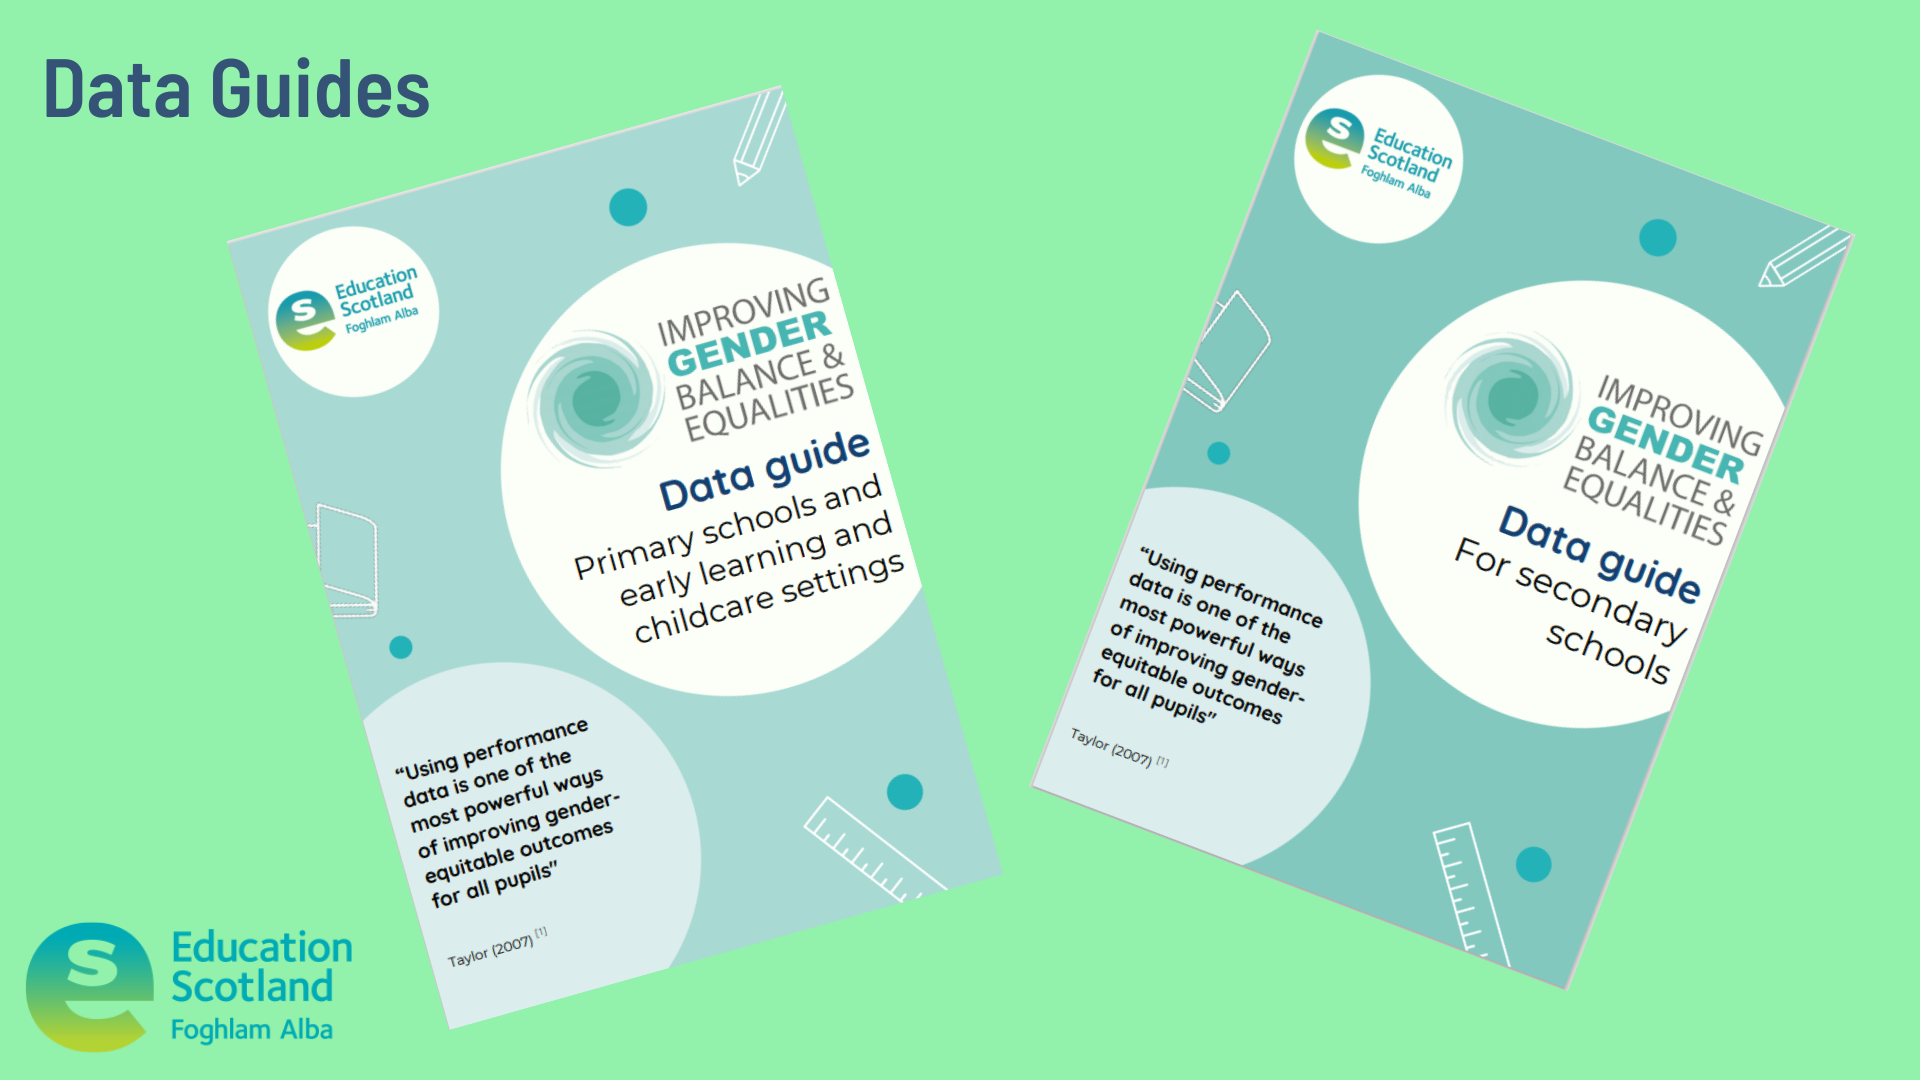 Data Guides
Education
Scotland
Foghlam Alba
IMPROVING
GENDER
BALANCE &
EQUALITIES
Data guide
Primary schools and
early learning and
childcare settings
“Using performance
data is one of the
most powerful ways
of improving gender-
equitable outcomes
for all pupils”
Taylor (2007) [1]
Education
Scotland
Foghlam Alba
IMPROVING
GENDER
BALANCE &
EQUALITIES
Data guide
For secondary
schools
“Using performance
data is one of the
most powerful ways
of improving gender-
equitable outcomes
for all pupils”
Taylor (2007) [1]
Education
Scotland
Foghlam Alba